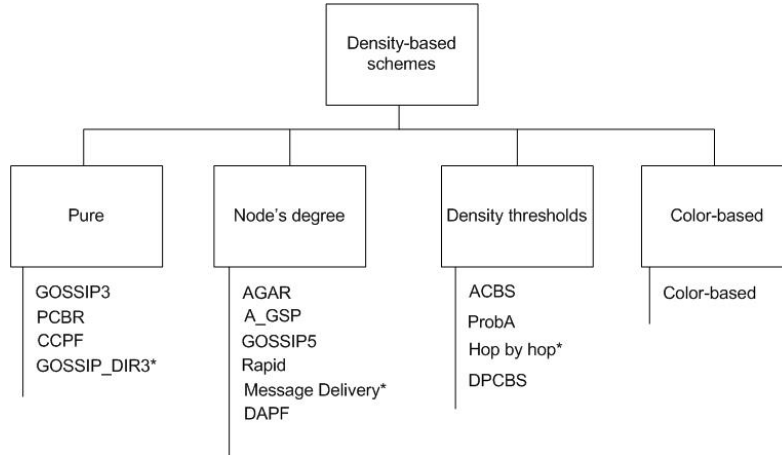 Density-based
schemes
Pure
Node's degree
Density thresholds
Color-based
GOSSIP3
PCBR
CCPF
GOSSIP_DIR3*
AGAR
A_GSP
GOSSIP5
Rapid
Message Delivery*
DAPF
ACBS
ProbA
Hop by hop*
DPCBS
Color-based